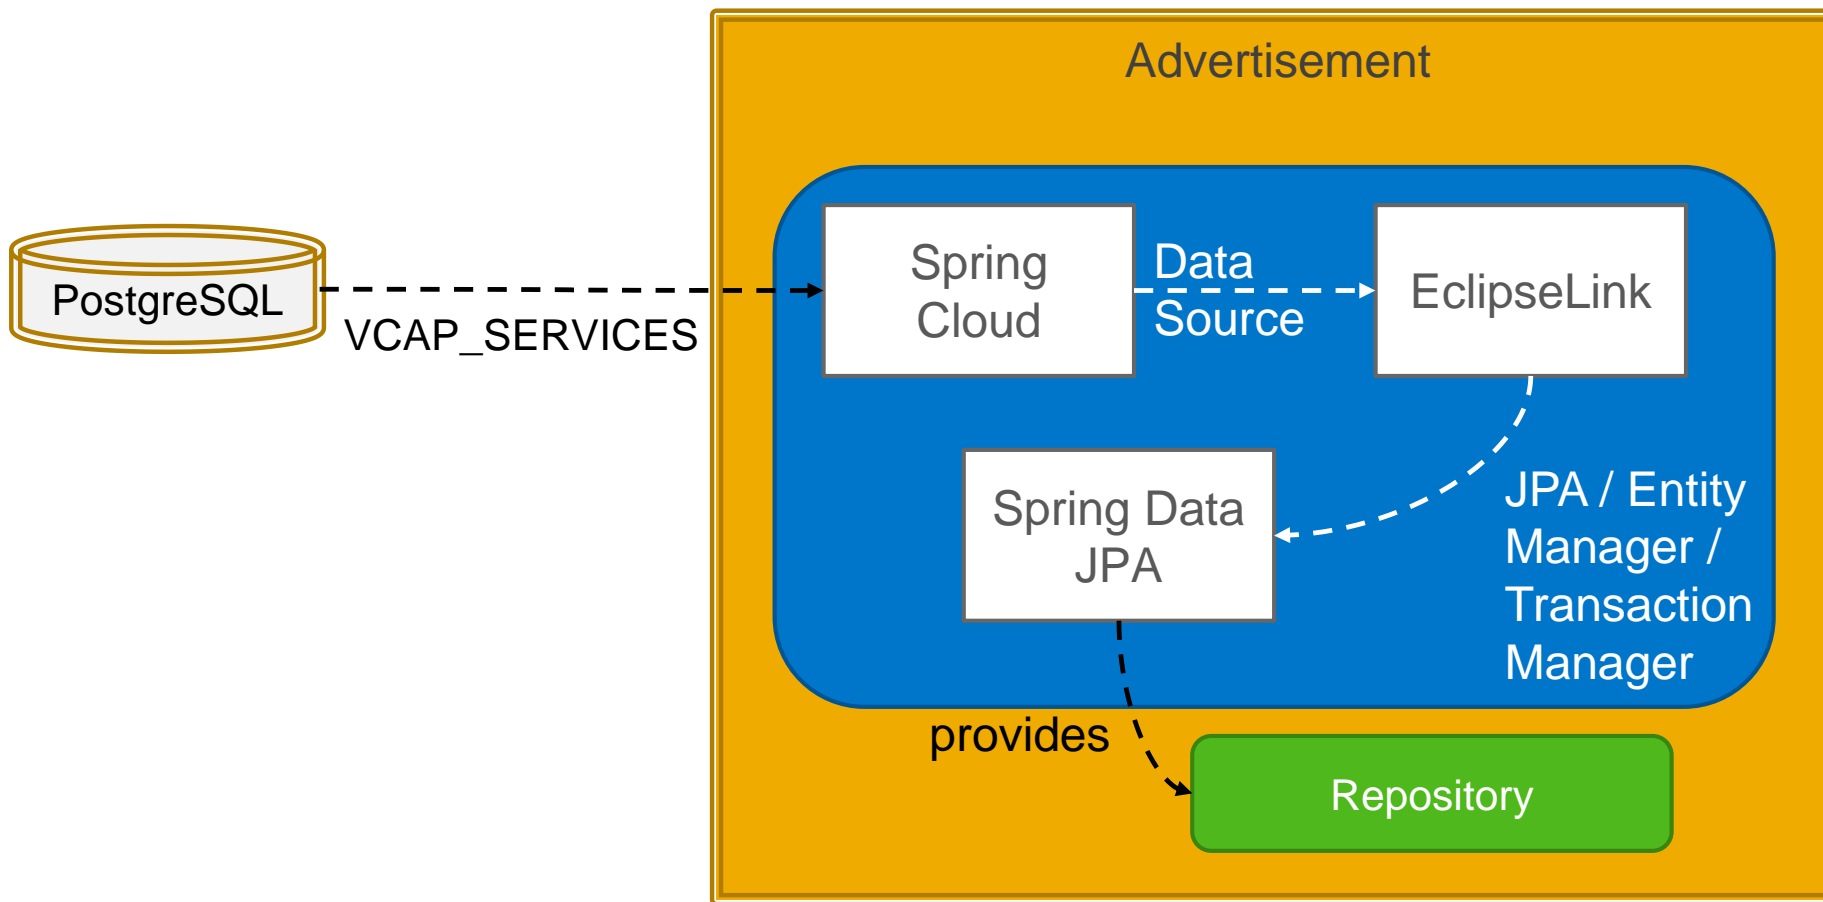 Advertisement
PostgreSQL
VCAP_SERVICES
Spring
Cloud
Data
Source
EclipseLink
Spring Data
JPA
JPA / Entity
Manager /
Transaction
Manager
provides
Repository